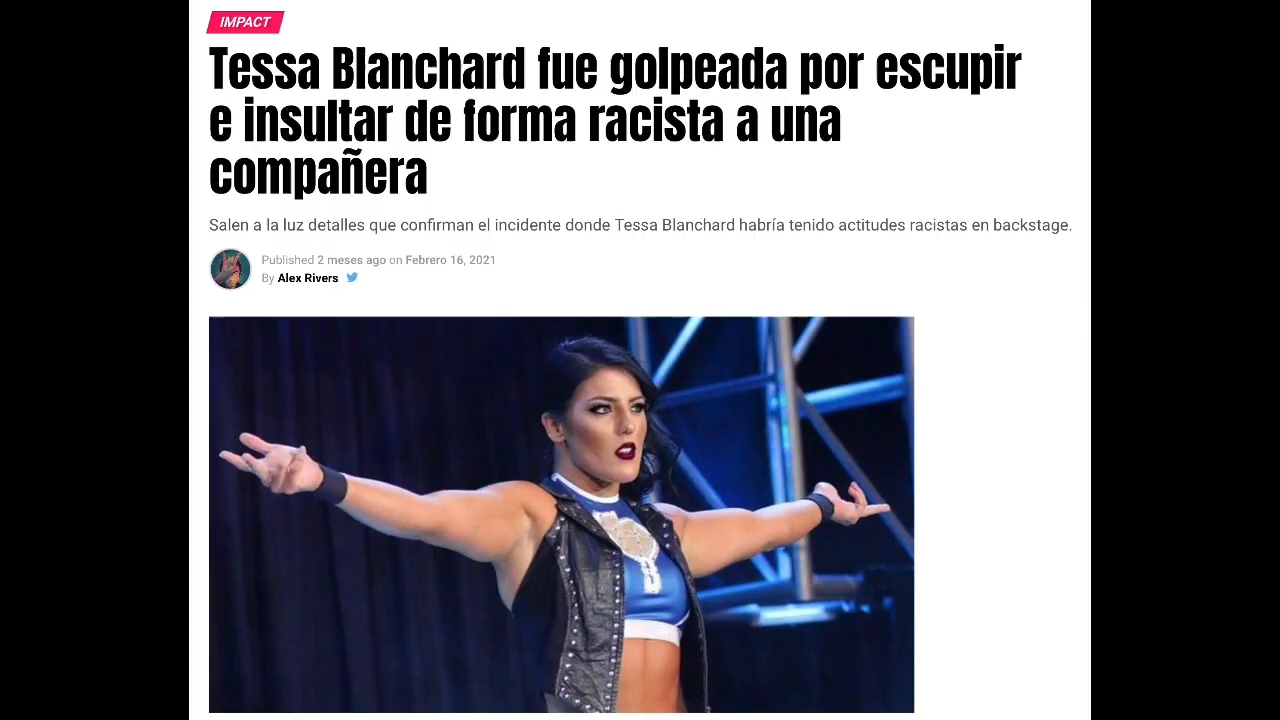 IMPACT
Tessa Blanchard fue golpeada por escupir
e insultar de forma racista a una
compañera
Salen a la luz detalles que confirman el incidente donde Tessa Blanchard habría tenido actitudes racistas en backstage.
Published 2 meses ago on Febrero 16, 2021
By Alex Rivers